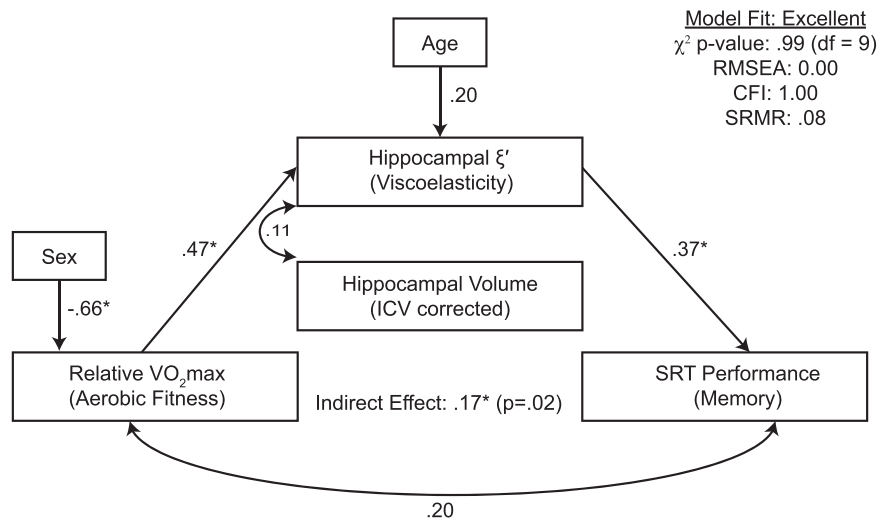 Model Fit: Excellent
χ² p-value: .99 (df = 9)
RMSEA: 0.00
CFI: 1.00
SRMR: .08
Age
.20
Hippocampal ξ′
(Viscoelasticity)
.11
.47*
.37*
Sex
-.66*
Hippocampal Volume
(ICV corrected)
Relative VO₂max
(Aerobic Fitness)
Indirect Effect: .17* (p=.02)
SRT Performance
(Memory)
.20